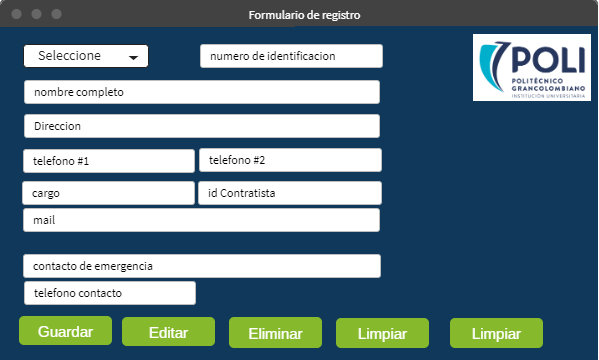 Formulario de registro
Seleccione
numero de identificacion
POLI
POLITÉCNICO
GRANCOLOMBIANO
INSTITUCIÓN UNIVERSITARIA
nombre completo
Direccion
telefono #1
telefono #2
cargo
id Contratista
mail
contacto de emergencia
telefono contacto
Guardar
Editar
Eliminar
Limpiar
Limpiar